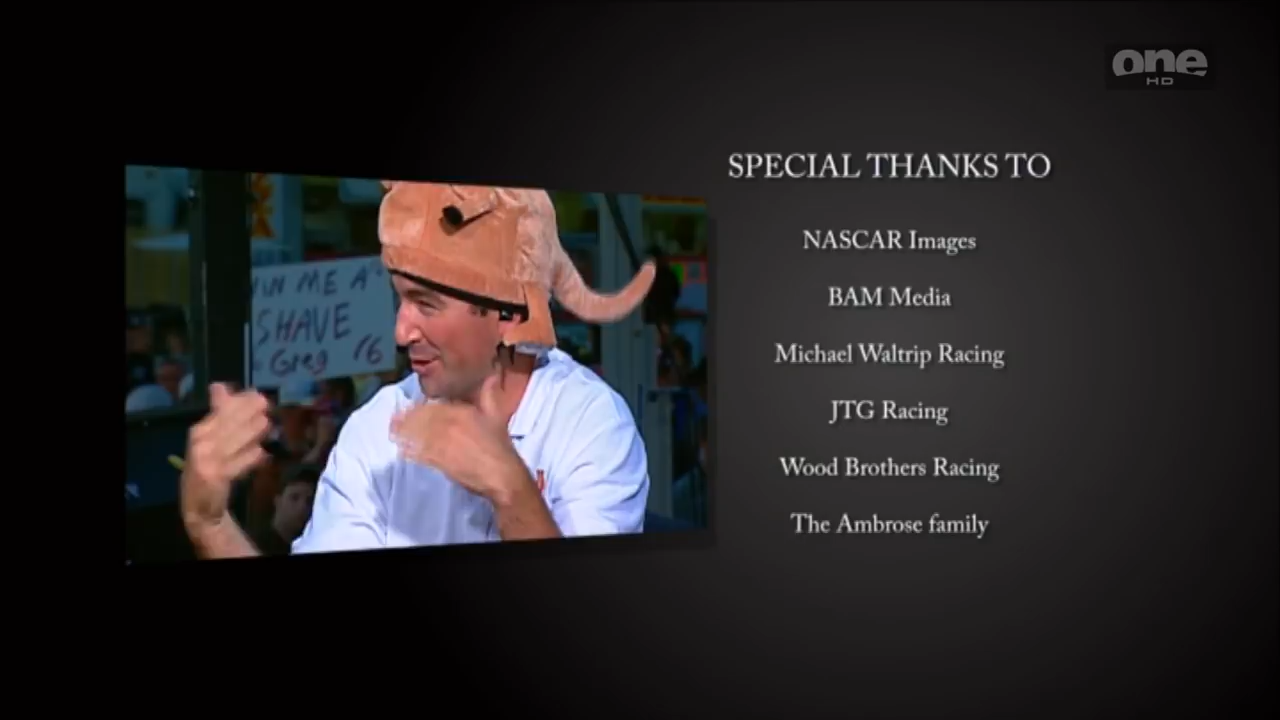 one
HD
SPECIAL THANKS TO
NASCAR Images
BAM Media
Michael Waltrip Racing
JTG Racing
Wood Brothers Racing
The Ambrose family
WIN ME A
SHAVE
- Greg 16